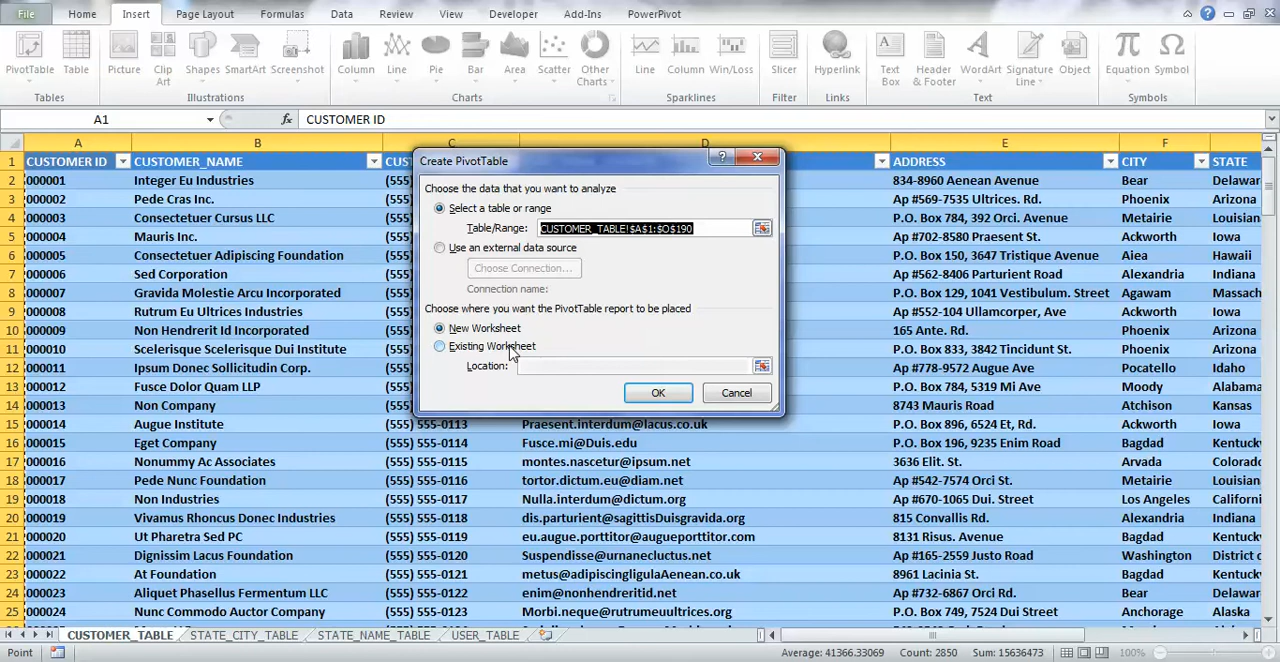 File Home Insert Page Layout Formulas Data Review View Developer Add-Ins PowerPivot
PivotTable Table Picture Clip Art Shapes SmartArt Screenshot Column Line Pie Bar Area Scatter Other Charts Line Column Win/Loss Slicer Hyperlink Text Box Header & Footer WordArt Signature Line Object Equation Symbol
Tables Illustrations Charts Sparklines Filter Links Text Symbols
A1 fx CUSTOMER ID
A B C D E F G
1 CUSTOMER ID CUSTOMER_NAME ADDRESS CITY STATE
2 000001 Integer Eu Industries 834-8960 Aenean Avenue Bear
3 000002 Pede Cras Inc. Ap #569-7535 Ultrices. Rd. Phoenix Arizona
4 000003 Consectetuer Cursus LLC P.O. Box 784, 392 Orci. Avenue Metairie
5 000004 Mauris Inc. Ap #202-8580 Praesent St. Ackworth Iowa
6 000005 Consectetuer Adipiscing Foundation P.O. Box 150, 3647 Tristique Avenue Aiea Hawaii
7 000006 Sed Corporation Ap #562-8406 Parturient Road Alexandria
8 000007 Gravida Molestie Arcu Incorporated P.O. Box 129, 1041 Vestibulum. Street Agawam
9 000008 Rutrum Eu Ultrices Industries Ap #552-104 Ullamcorper, Ave Phoenix Arizona
10 000009 Non Hendrerit Id Incorporated 165 Ante. Rd. Phoenix Arizona
11 000010 Scelerisque Scelerisque Dui Institute P.O. Box 833, 3842 Tincidunt St. Ackworth Iowa
12 000011 Ipsum Donec Sollicitudin Corp. Ap #778-9572 Augue Ave Pocatello Idaho
13 000012 Fusce Dolor Quam LLP P.O. Box 784, 5319 Mi Ave Moody Alabama
14 000013 Non Company 8743 Mauris Road Atchison Kansas
15 000014 Augue Institute (555) 555-0113 Praesent.interdum@lacus.co.uk P.O. Box 896, 6524 Et, Rd. Ackworth Iowa
16 000015 Eget Company (555) 555-0114 Fusce.mi@Duis.edu P.O. Box 196, 9235 Enim Road Bagdad
17 000016 Nonummy Ac Associates (555) 555-0115 montes.nascetur@ipsum.net 3636 Elit. St. Arvada
18 000017 Pede Nunc Foundation (555) 555-0116 tortor.dictum.eu@diam.net Ap #542-7574 Orci St. Metairie
19 000018 Non Industries (555) 555-0117 Nulla.interdum@dictum.org Ap #670-1065 Dui. Street Los Angeles
20 000019 Vivamus Rhoncus Donec Industries (555) 555-0118 dis.parturient@sagittisDuisgravida.org 815 Convallis Rd. Alexandria
21 000020 Ut Pharetra Sed PC (555) 555-0119 eu.augue.porttitor@augueporttitor.com 8131 Risus. Avenue Bagdad
22 000021 Dignissim Lacus Foundation (555) 555-0120 Suspendisse@urnanecluctus.net Ap #165-2559 Justo Road Washington
23 000022 At Foundation (555) 555-0121 metus@adipiscingligulaAenean.co.uk 8961 Lacinia St. Bagdad
24 000023 Aliquet Phasellus Fermentum LLC (555) 555-0122 enim@nonhendreritid.net Ap #732-6867 Orci Av Alexandria
25 000024 Nunc Commodo Auctor Company (555) 555-0123 Morbi.neque@rutrumeuultrices.org P.O. Box 749, 7524 Dui Street Anchorage Alaska
Create PivotTable
Choose the data that you want to analyze
Select a table or range
Table/Range: CUSTOMER_TABLE!$A$1:$O$190
Use an external data source
Choose Connection...
Connection name:
Choose where you want the PivotTable report to be placed
New Worksheet
Existing Worksheet
Location:
OK Cancel
CUSTOMER_TABLE STATE_CITY_TABLE STATE_NAME_TABLE USER_TABLE
Point Average: 41366.33069 Count: 2850 Sum: 15636473 100%